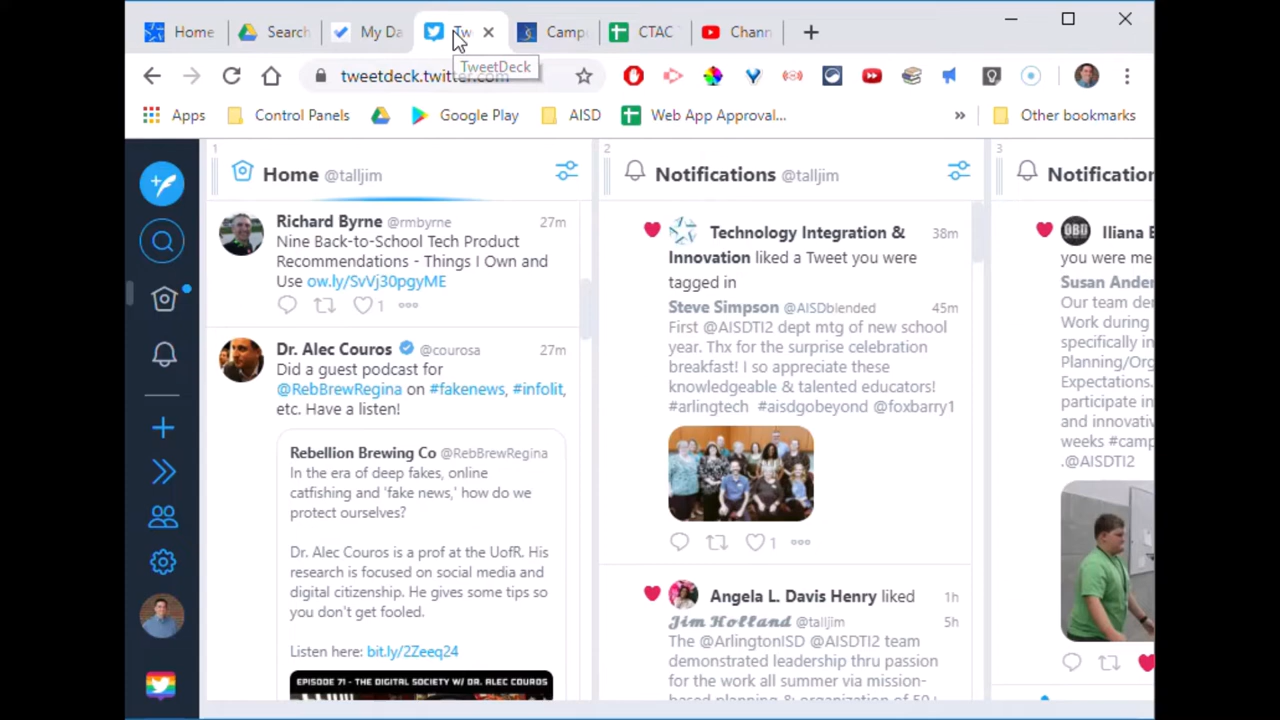 Home
Search
My Da
Tw
Camp
CTAC
Chann
TweetDeck
tweetdeck.twitter.com
Apps
Control Panels
Google Play
AISD
Web App Approval...
»
Other bookmarks
1
Home @talljim
Richard Byrne @rmbyrne 27m
Nine Back-to-School Tech Product
Recommendations - Things I Own and
Use ow.ly/SvVj30pgyME
1
Dr. Alec Couros @courosa 27m
Did a guest podcast for
@RebBrewRegina on #fakenews, #infolit,
etc. Have a listen!
Rebellion Brewing Co @RebBrewRegina
In the era of deep fakes, online
catfishing and 'fake news,' how do we
protect ourselves?
Dr. Alec Couros is a prof at the UofR. His
research is focused on social media and
digital citizenship. He gives some tips so
you don't get fooled.
Listen here: bit.ly/2Zeeq24
EPISODE 71 - THE DIGITAL SOCIETY W/ DR. ALEC COUROS
2
Notifications @talljim
Technology Integration & 38m
Innovation liked a Tweet you were
tagged in
Steve Simpson @AISDblended 45m
First @AISDTI2 dept mtg of new school
year. Thx for the surprise celebration
breakfast! I so appreciate these
knowledgeable & talented educators!
#arlingtech #aisdgobeyond @foxbarry1
1
Angela L. Davis Henry liked 1h
Jim Holland @talljim 5h
The @ArlingtonISD @AISDTI2 team
demonstrated leadership thru passion
for the work all summer via mission-
based planning & organization of 50+
3
Notification
OBD
Iliana E
you were me
Susan Ander
Our team de
Work during
specifically in
Planning/Org
Expectations.
participate in
and innovativ
weeks #camp
.@AISDTI2